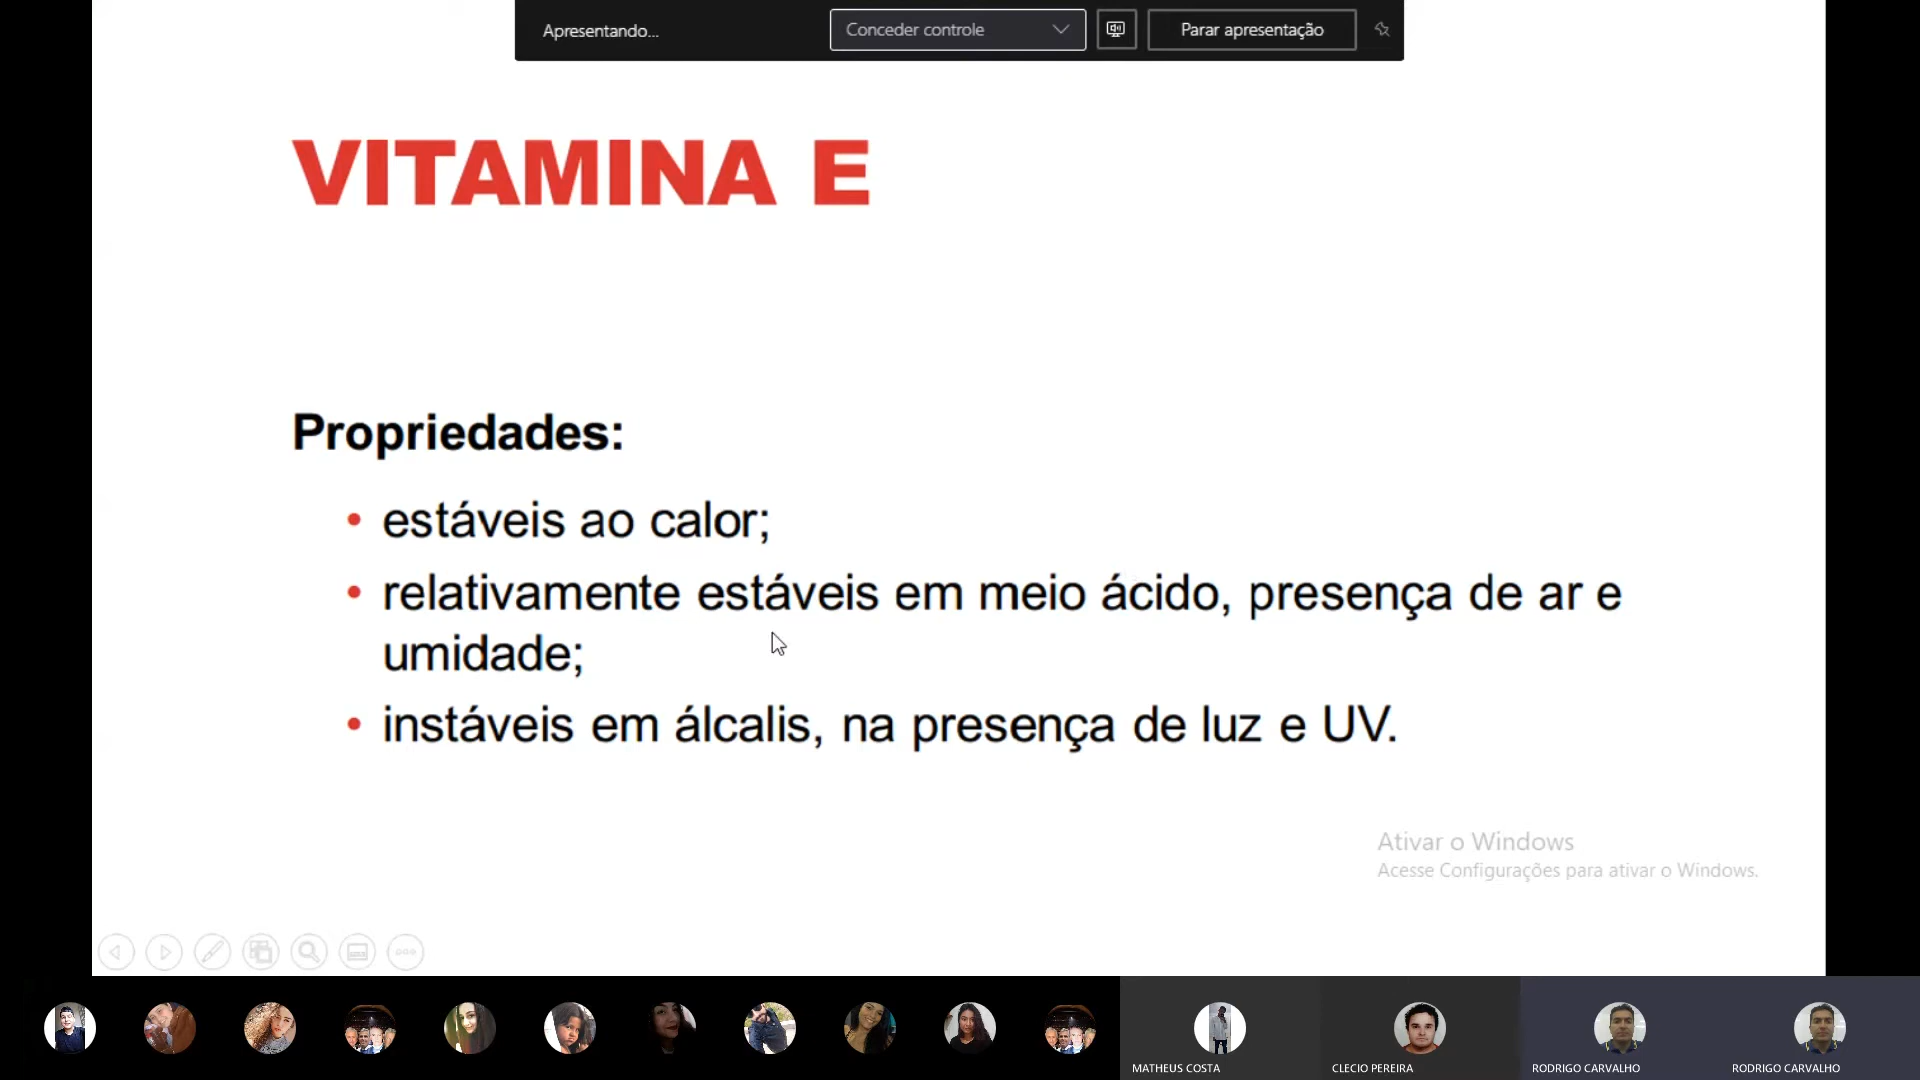 Apresentando...
Conceder controle
Parar apresentação
VITAMINA E
Propriedades:
• estáveis ao calor;
• relativamente estáveis em meio ácido, presença de ar e
umidade;
• instáveis em álcalis, na presença de luz e UV.
Ativar o Windows
Acesse Configurações para ativar o Windows.
MATHEUS COSTA
CLECIO PEREIRA
RODRIGO CARVALHO
RODRIGO CARVALHO